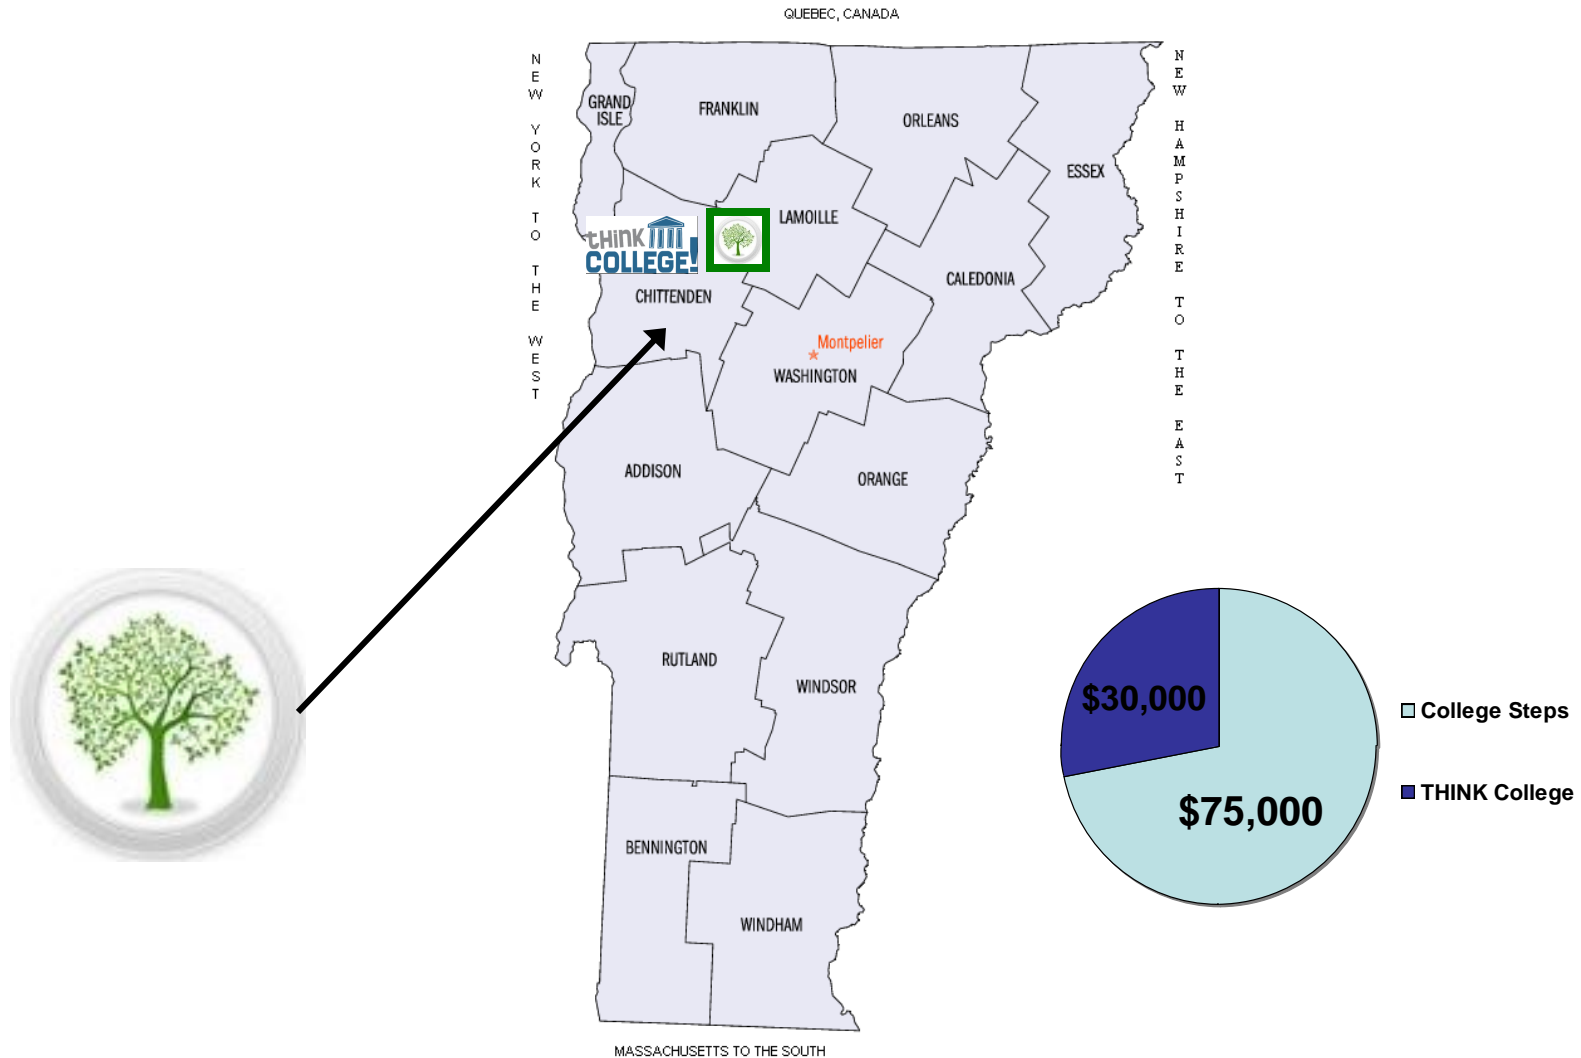 QUEBEC, CANADA
NEW YORK TO THE WEST
NEW HAMPSHIRE TO THE EAST
GRAND
ISLE
FRANKLIN
ORLEANS
ESSEX
LAMOILLE
tHiNK
COLLEGE!
CHITTENDEN
CALEDONIA
Montpelier
WASHINGTON
ADDISON
ORANGE
RUTLAND
WINDSOR
BENNINGTON
WINDHAM
MASSACHUSETTS TO THE SOUTH
$30,000
$75,000
College Steps
THINK College